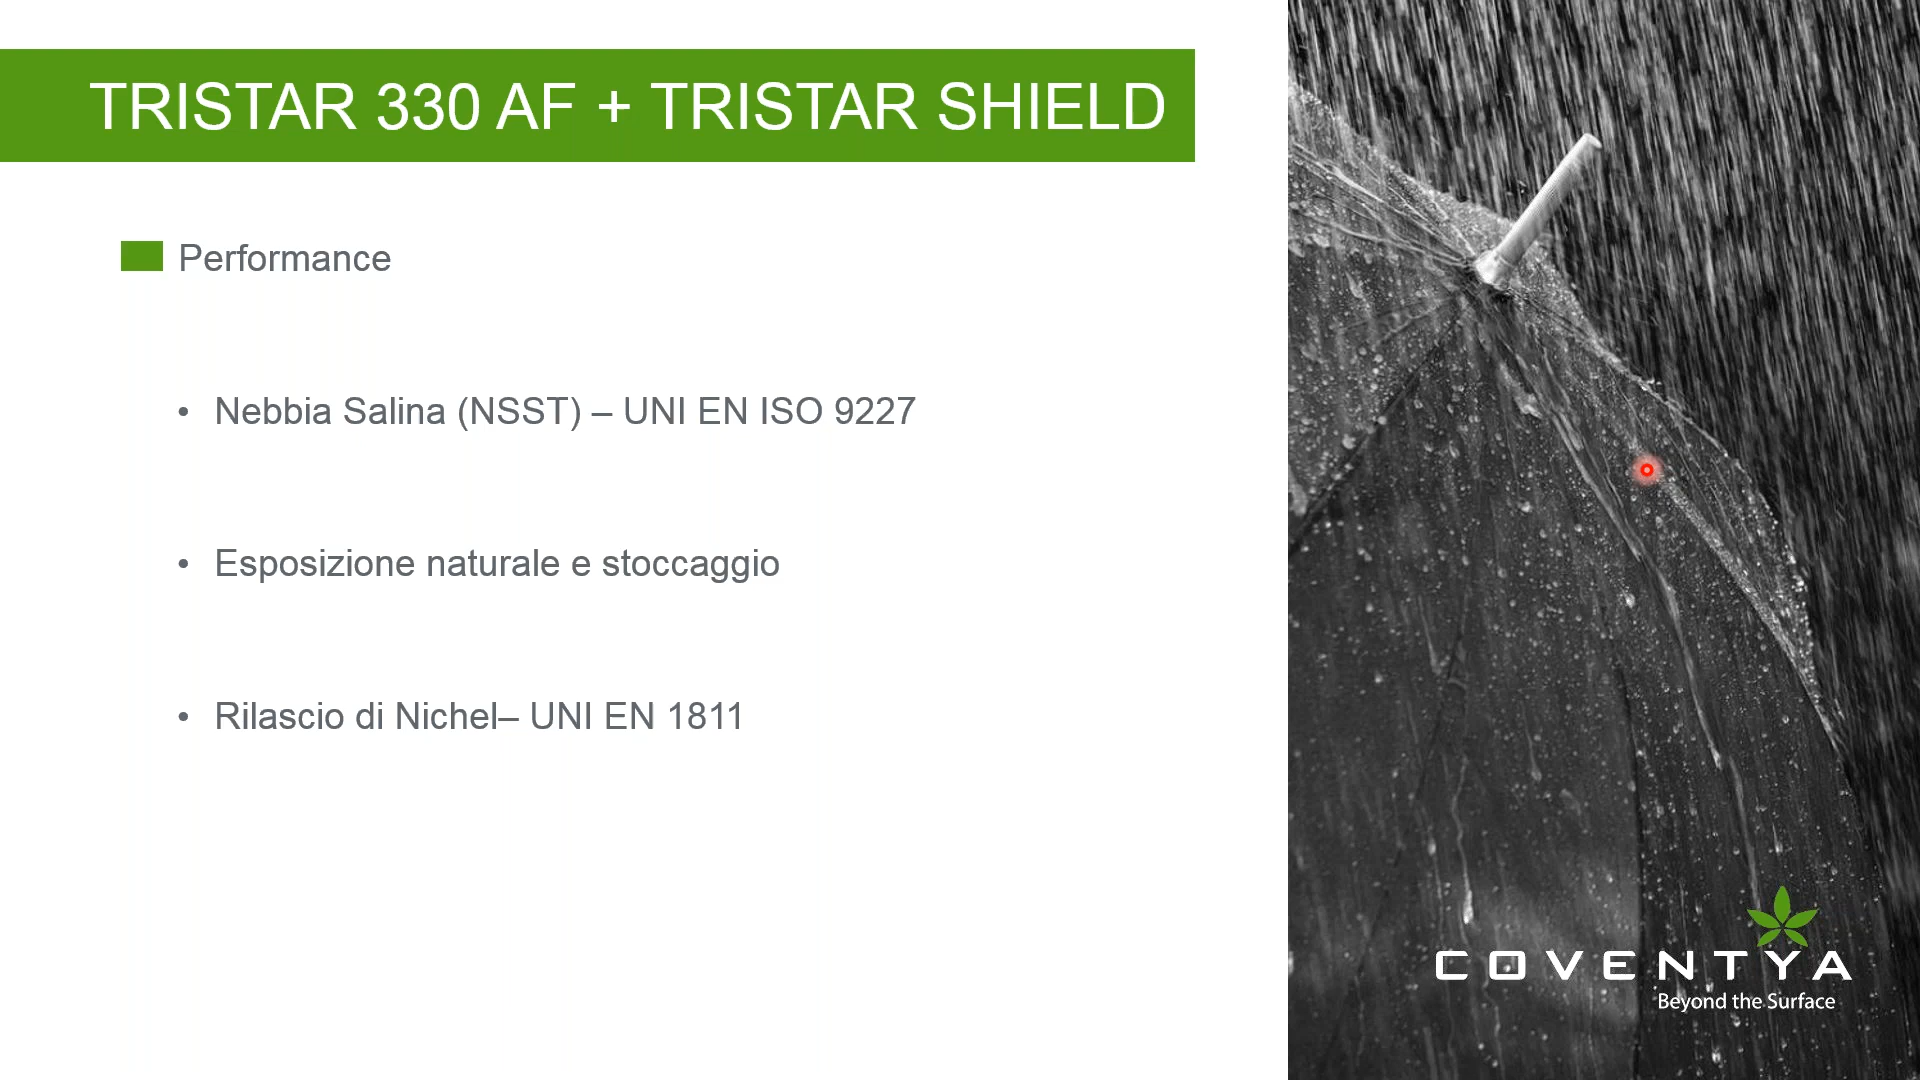 TRISTAR 330 AF + TRISTAR SHIELD
Performance
• Nebbia Salina (NSST) – UNI EN ISO 9227
• Esposizione naturale e stoccaggio
• Rilascio di Nichel– UNI EN 1811
COVENTYA
Beyond the Surface